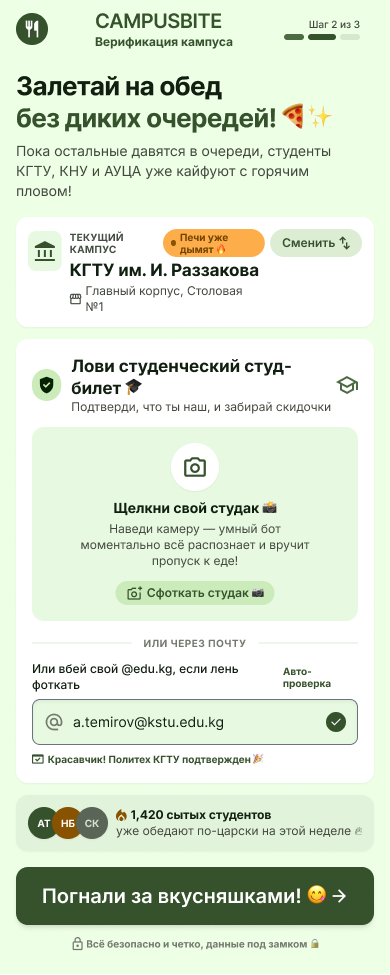 CAMPUSBITE
Верификация кампуса
Шаг 2 из 3
Залетай на обед
без диких очередей! 🍕✨
Пока остальные давятся в очереди, студенты
КГТУ, КНУ и АУЦА уже кайфуют с горячим
пловом!
ТЕКУЩИЙ
КАМПУС
Печи уже
дымят 🔥
Сменить
КГТУ им. И. Раззакова
Главный корпус, Столовая
№1
Лови студенческий студ-
билет 🎓
Подтверди, что ты наш, и забирай скидочки
Щелкни свой студак 📸
Наведи камеру — умный бот
моментально всё распознает и вручит
пропуск к еде!
Сфоткать студак 📷
ИЛИ ЧЕРЕЗ ПОЧТУ
Или вбей свой @edu.kg, если лень
фоткать
Авто-
проверка
@ a.temirov@kstu.edu.kg
Красавчик! Политех КГТУ подтвержден 🎉
АТ НБ СК
1,420 сытых студентов
уже обедают по-царски на этой неделе
Погнали за вкусняшками! 😋 →
Всё безопасно и четко, данные под замком 🔒